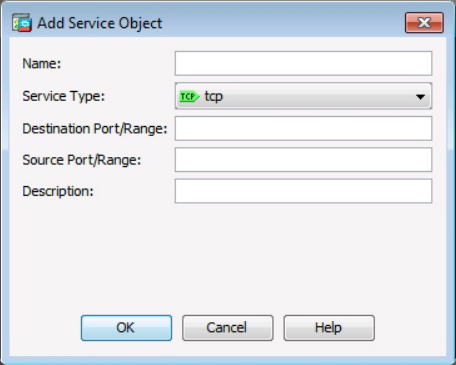 Add Service Object
Name:
Service Type: TCP tcp
Destination Port/Range:
Source Port/Range:
Description:
OK Cancel Help